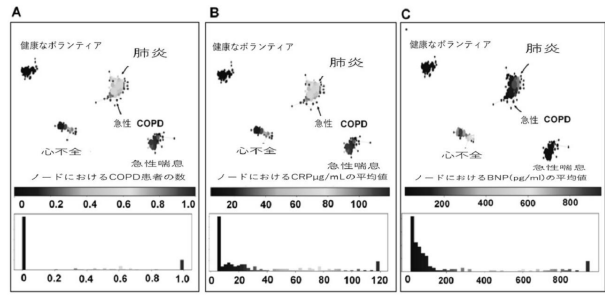 A
健康なボランティア
肺炎
急性 COPD
心不全
急性喘息
ノードにおけるCOPD患者の数
0 0.2 0.4 0.6 0.8 1.0
0 0.2 0.4 0.6 0.8 1.0
B
健康なボランティア
肺炎
急性 COPD
心不全
急性喘息
ノードにおけるCRPµg/mLの平均値
20 40 60 80 100
0 20 40 60 80 100 120
C
健康なボランティア
肺炎
急性 COPD
心不全
急性喘息
ノードにおけるBNP(pg/ml)の平均値
200 400 600 800
0 200 400 600 800